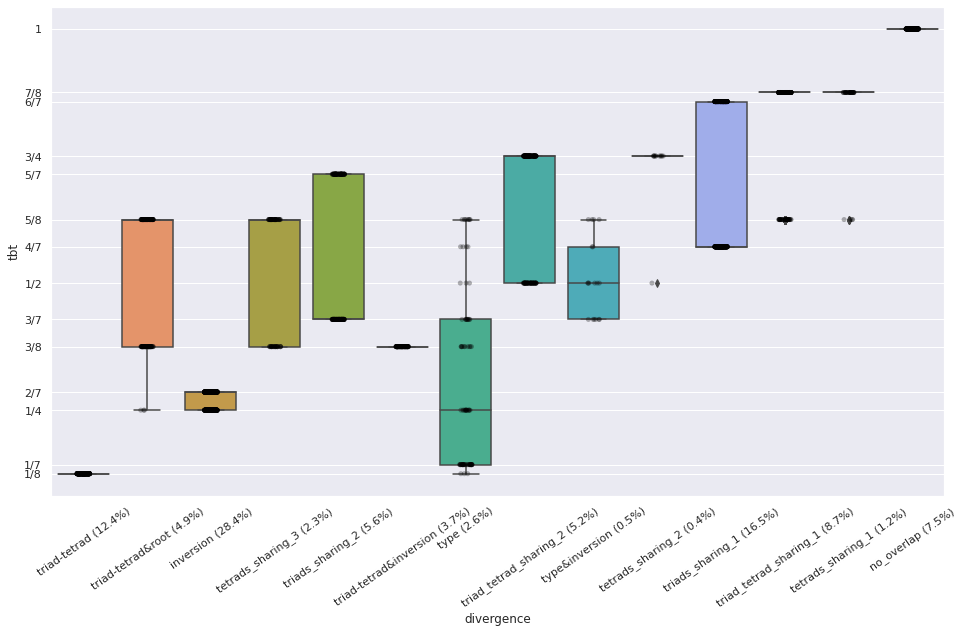 1
7/8
6/7
3/4
5/7
5/8
4/7
1/2
3/7
3/8
2/7
1/4
1/7
1/8
tbt
triad-tetrad (12.4%)
triad-tetrad&root (4.9%)
inversion (28.4%)
tetrads_sharing_3 (2.3%)
triads_sharing_2 (5.6%)
triad-tetrad&inversion (3.7%)
type (2.6%)
triad_tetrad_sharing_2 (5.2%)
type&inversion (0.5%)
tetrads_sharing_2 (0.4%)
triads_sharing_1 (16.5%)
triad_tetrad_sharing_1 (8.7%)
tetrads_sharing_1 (1.2%)
no_overlap (7.5%)
divergence